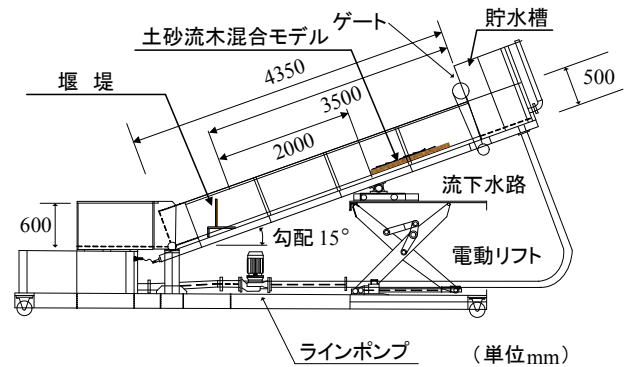 ゲート
貯水槽
土砂流木混合モデル
4350
500
堰 堤
3500
2000
流下水路
600
勾配 15°
電動リフト
ラインポンプ
(単位mm)